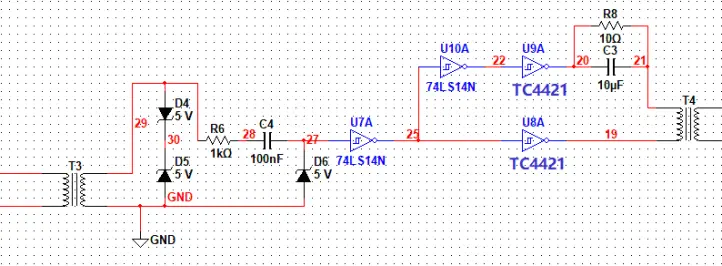 R8
10Ω
C3
10µF
U10A
74LS14N
22
U9A
TC4421
20
21
T4
D4
5 V
29
30
R6
1kΩ
28
C4
100nF
27
U7A
74LS14N
25
U8A
TC4421
19
T3
D5
5 V
D6
5 V
GND
GND